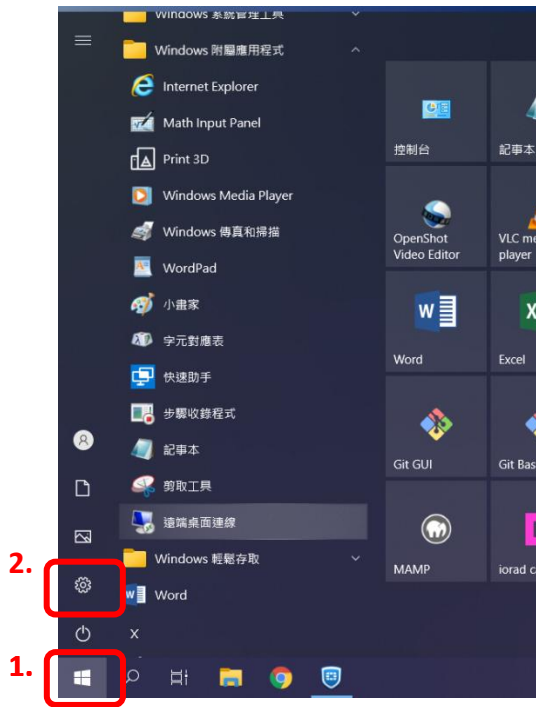 Windows 系統管理工具
Windows 附屬應用程式
Internet Explorer
Math Input Panel
Print 3D
Windows Media Player
Windows 傳真和掃描
WordPad
小畫家
字元對應表
快速助手
步驟收錄程式
記事本
剪取工具
遠端桌面連線
Windows 輕鬆存取
Word
X
控制台
記事本
OpenShot
Video Editor
VLC me
player
Word
Excel
Git GUI
Git Bas
MAMP
iorad ca
2.
1.